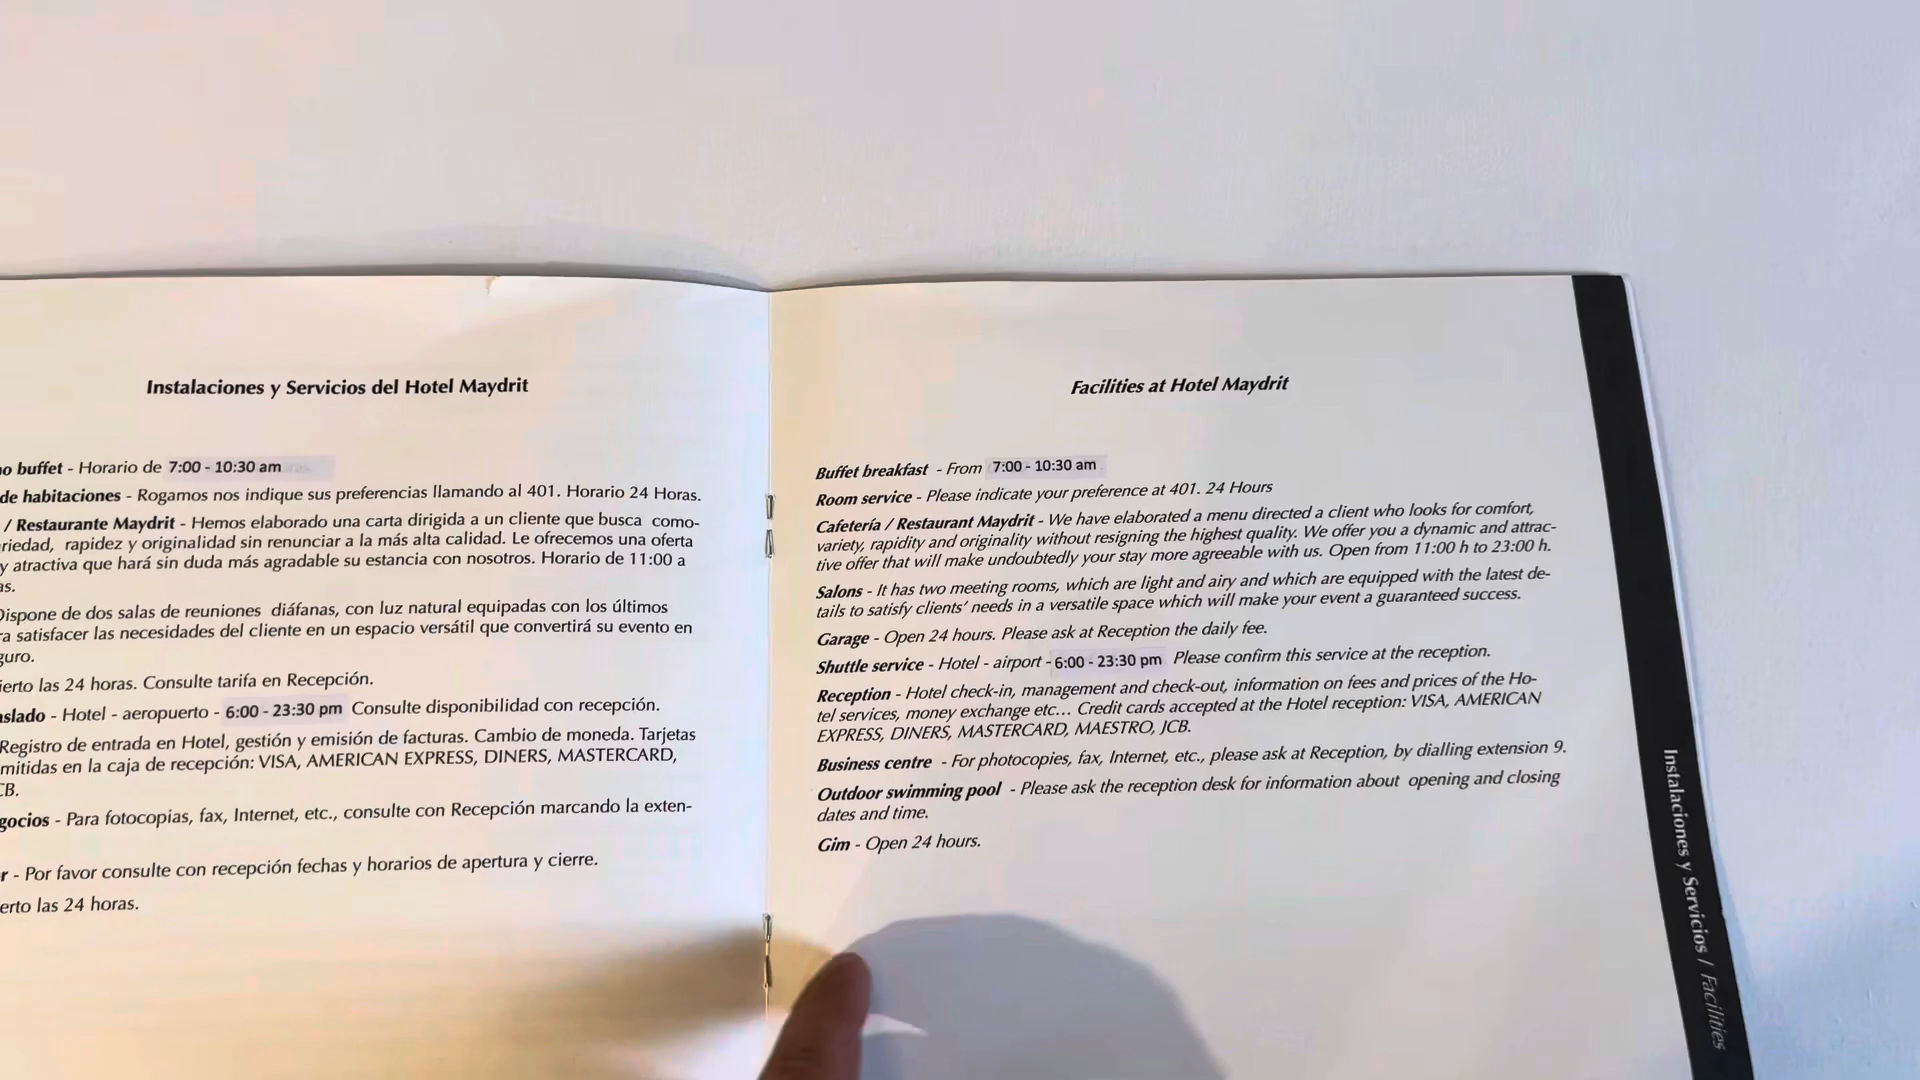 Instalaciones y Servicios del Hotel Maydrit
buffet - Horario de 7:00 - 10:30 am
de habitaciones - Rogamos nos indique sus preferencias llamando al 401. Horario 24 Horas.
/ Restaurante Maydrit - Hemos elaborado una carta dirigida a un cliente que busca como-
riedad, rapidez y originalidad sin renunciar a la más alta calidad. Le ofrecemos una oferta
y atractiva que hará sin duda más agradable su estancia con nosotros. Horario de 11:00 a
as.
Dispone de dos salas de reuniones diáfanas, con luz natural equipadas con los últimos
ra satisfacer las necesidades del cliente en un espacio versátil que convertirá su evento en
guro.
ierto las 24 horas. Consulte tarifa en Recepción.
aslado - Hotel - aeropuerto - 6:00 - 23:30 pm Consulte disponibilidad con recepción.
Registro de entrada en Hotel, gestión y emisión de facturas. Cambio de moneda. Tarjetas
mitidas en la caja de recepción: VISA, AMERICAN EXPRESS, DINERS, MASTERCARD,
CB.
gocios - Para fotocopias, fax, Internet, etc., consulte con Recepción marcando la exten-
r - Por favor consulte con recepción fechas y horarios de apertura y cierre.
erto las 24 horas.
Facilities at Hotel Maydrit
Buffet breakfast - From 7:00 - 10:30 am
Room service - Please indicate your preference at 401. 24 Hours
Cafetería / Restaurant Maydrit - We have elaborated a menu directed a client who looks for comfort,
variety, rapidity and originality without resigning the highest quality. We offer you a dynamic and attrac-
tive offer that will make undoubtedly your stay more agreeable with us. Open from 11:00 h to 23:00 h.
Salons - It has two meeting rooms, which are light and airy and which are equipped with the latest de-
tails to satisfy clients' needs in a versatile space which will make your event a guaranteed success.
Garage - Open 24 hours. Please ask at Reception the daily fee.
Shuttle service - Hotel - airport - 6:00 - 23:30 pm Please confirm this service at the reception.
Reception - Hotel check-in, management and check-out, information on fees and prices of the Ho-
tel services, money exchange etc... Credit cards accepted at the Hotel reception: VISA, AMERICAN
EXPRESS, DINERS, MASTERCARD, MAESTRO, JCB.
Business centre - For photocopies, fax, Internet, etc., please ask at Reception, by dialling extension 9.
Outdoor swimming pool - Please ask the reception desk for information about opening and closing
dates and time.
Gim - Open 24 hours.
Instalaciones y Servicios / Facilities